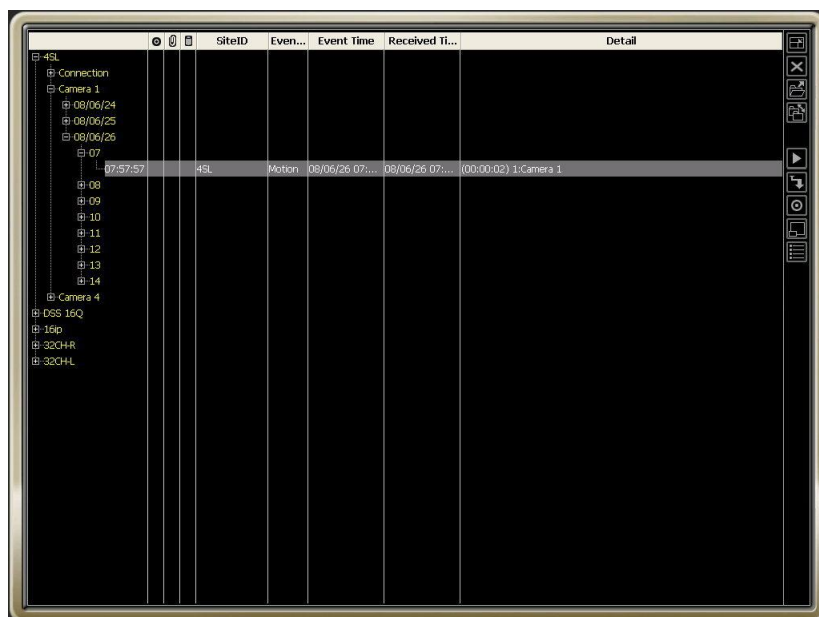 SiteID Even... Event Time Received Ti... Detail
4SL
Connection
Camera 1
08/06/24
08/06/25
08/06/26
07
07:57:57 4SL Motion 08/06/26 07:... 08/06/26 07:... (00:00:02) 1:Camera 1
08
09
10
11
12
13
14
Camera 4
DSS 16Q
16ip
32CH-R
32CH-L